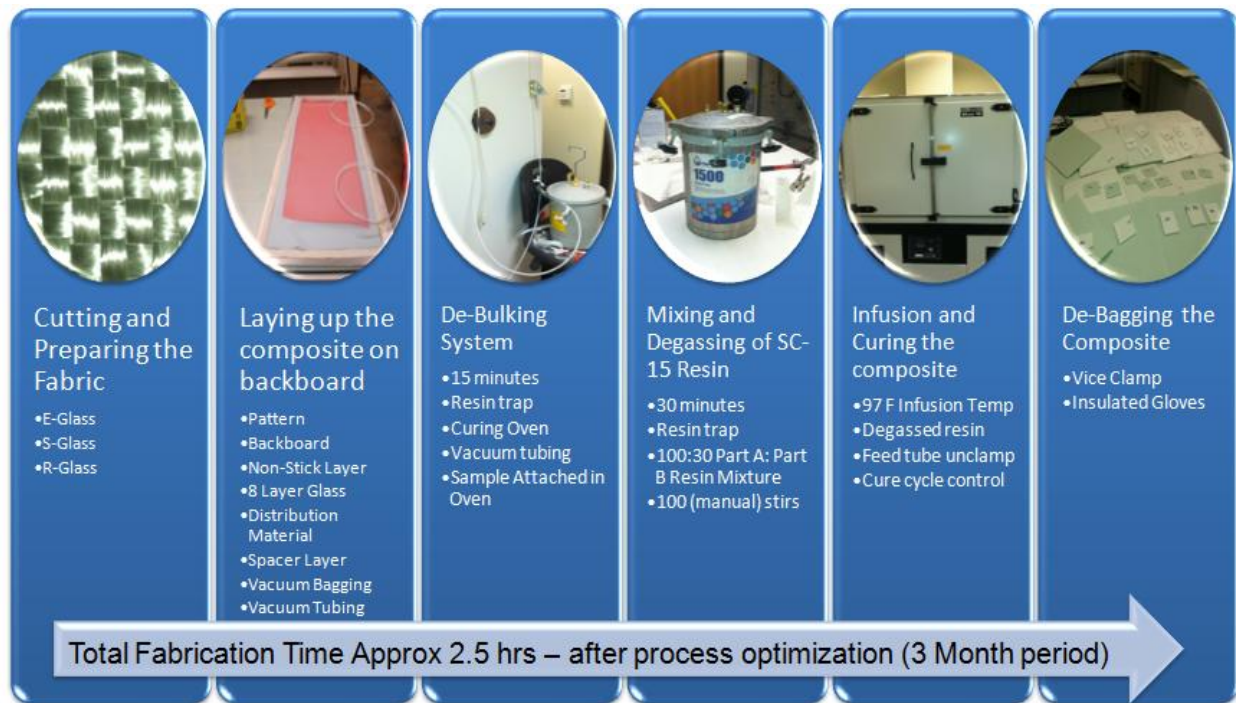 Cutting and
Preparing the
Fabric
•E-Glass
•S-Glass
•R-Glass
Laying up the
composite on
backboard
•Pattern
•Backboard
•Non-Stick Layer
•8 Layer Glass
•Distribution
Material
•Spacer Layer
•Vacuum Bagging
•Vacuum Tubing
De-Bulking
System
•15 minutes
•Resin trap
•Curing Oven
•Vacuum tubing
•Sample Attached in
Oven
1500
Mixing and
Degassing of SC-
15 Resin
•30 minutes
•Resin trap
•100:30 Part A: Part
B Resin Mixture
•100 (manual) stirs
Infusion and
Curing the
composite
•97 F Infusion Temp
•Degassed resin
•Feed tube unclamp
•Cure cycle control
De-Bagging the
Composite
•Vice Clamp
•Insulated Gloves
Total Fabrication Time Approx 2.5 hrs – after process optimization (3 Month period)